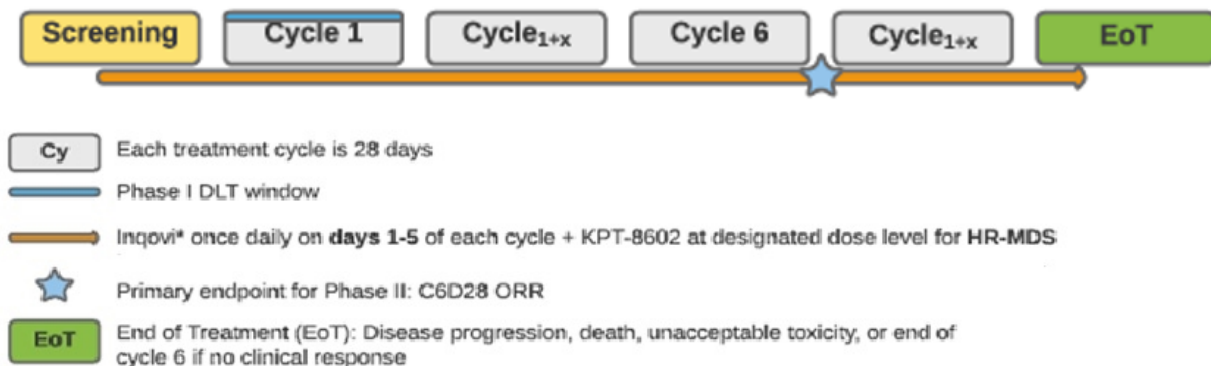 Screening
Cycle 1
Cycle1+x
Cycle 6
Cycle1+x
EoT
Cy
Each treatment cycle is 28 days
Phase I DLT window
Inqovi* once daily on days 1-5 of each cycle + KPT-8602 at designated dose level for HR-MDS
Primary endpoint for Phase II: C6D28 ORR
EoT
End of Treatment (EoT): Disease progression, death, unacceptable toxicity, or end of
cycle 6 if no clinical response